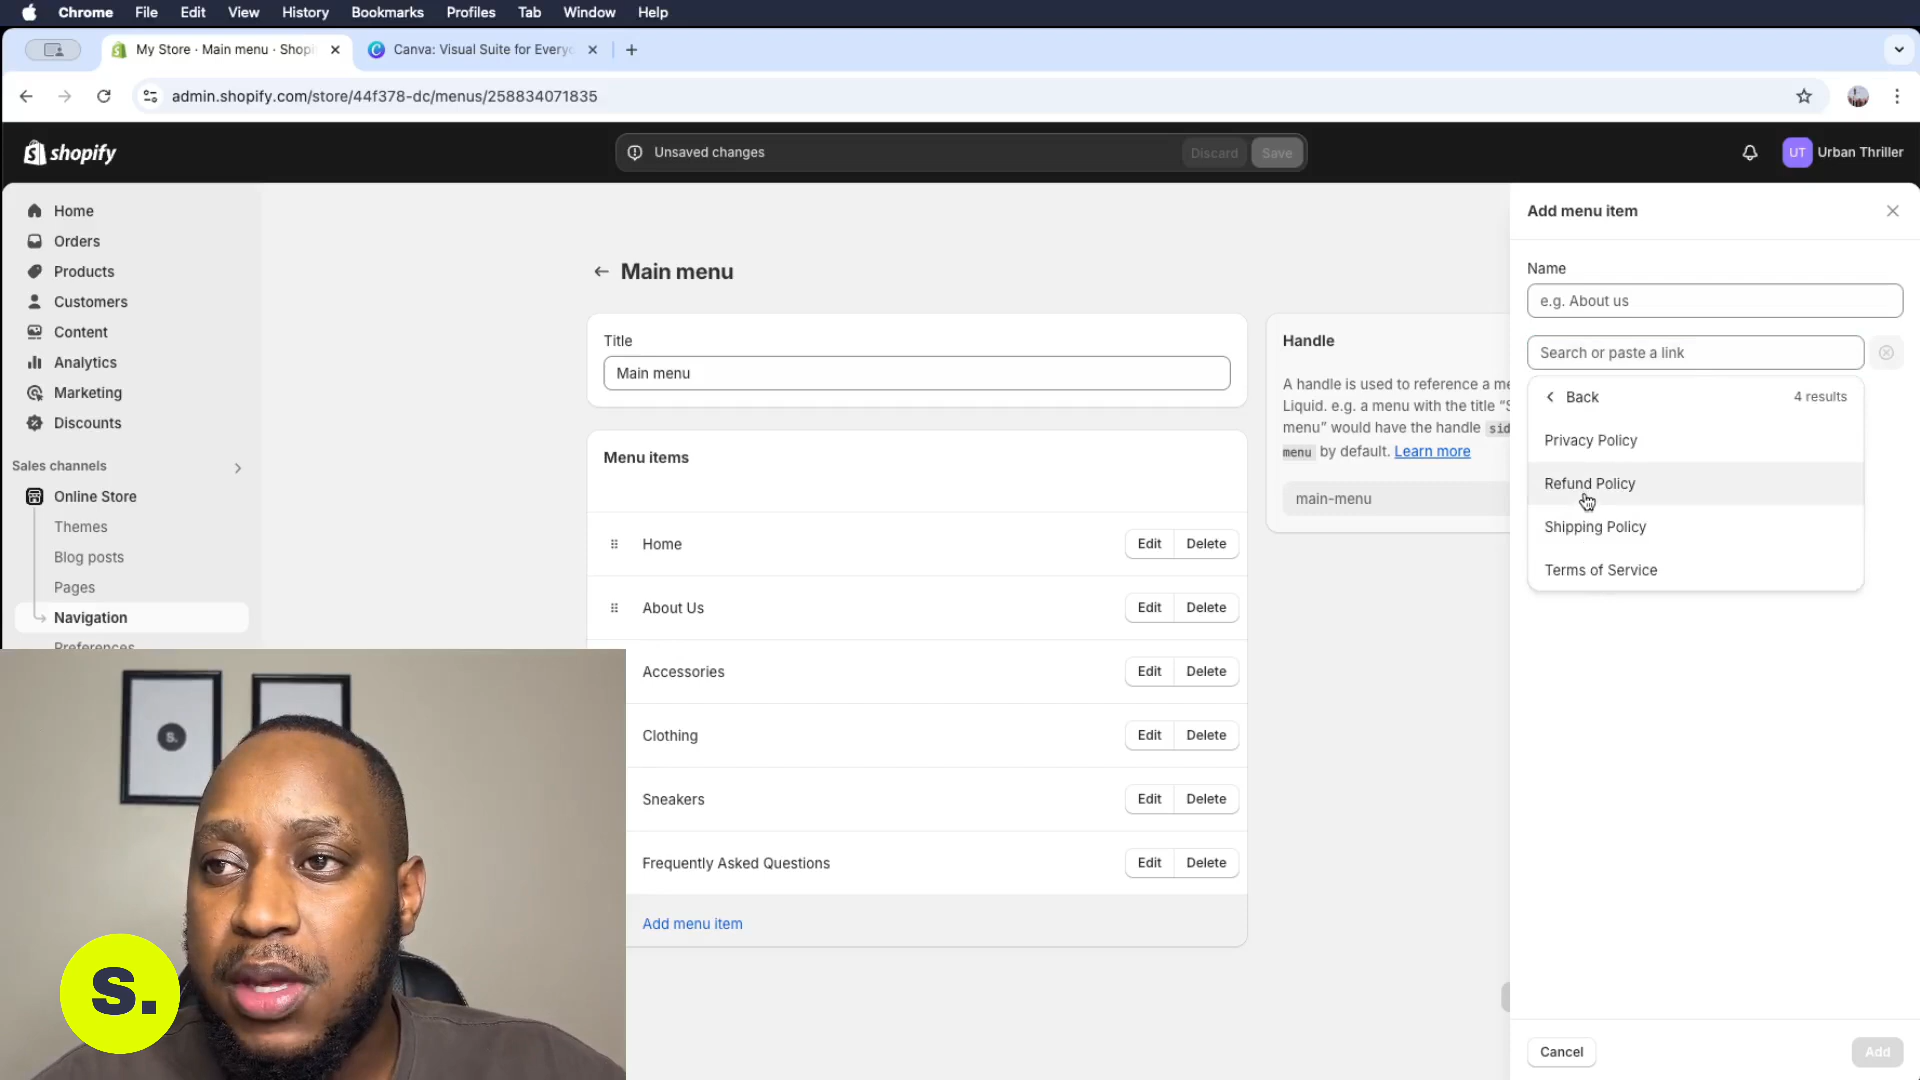 Chrome File Edit View History Bookmarks Profiles Tab Window Help
My Store · Main menu · Shopi
Canva: Visual Suite for Every
admin.shopify.com/store/44f378-dc/menus/258834071835
shopify
Unsaved changes
Discard
Save
UT
Urban Thriller
Home
Orders
Products
Customers
Content
Analytics
Marketing
Discounts
Sales channels
Online Store
Themes
Blog posts
Pages
Navigation
Preferences
Main menu
Title
Main menu
Menu items
Home
Edit Delete
About Us
Edit Delete
Accessories
Edit Delete
Clothing
Edit Delete
Sneakers
Edit Delete
Frequently Asked Questions
Edit Delete
Add menu item
Handle
A handle is used to reference a me
Liquid. e.g. a menu with the title “S
menu” would have the handle sid
menu by default. Learn more
main-menu
Add menu item
Name
e.g. About us
Search or paste a link
Back
4 results
Privacy Policy
Refund Policy
Shipping Policy
Terms of Service
Cancel
Add
s.
s.